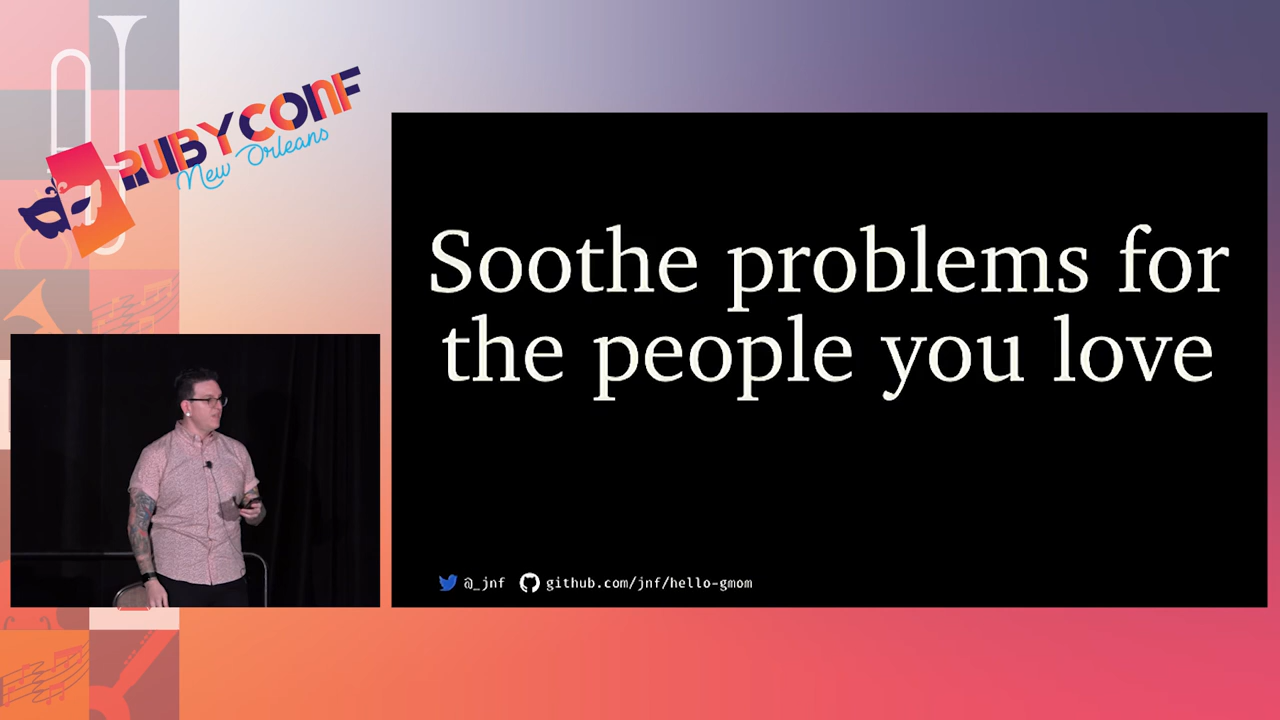 RUBYCONF
New Orleans
Soothe problems for
the people you love
@_jnf github.com/jnf/hello-gmom